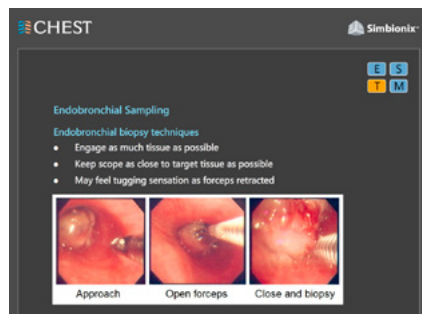 CHEST
Simbionix
E S
T M
Endobronchial Sampling
Endobronchial biopsy techniques
• Engage as much tissue as possible
• Keep scope as close to target tissue as possible
• May feel tugging sensation as forceps retracted
Approach
Open forceps
Close and biopsy